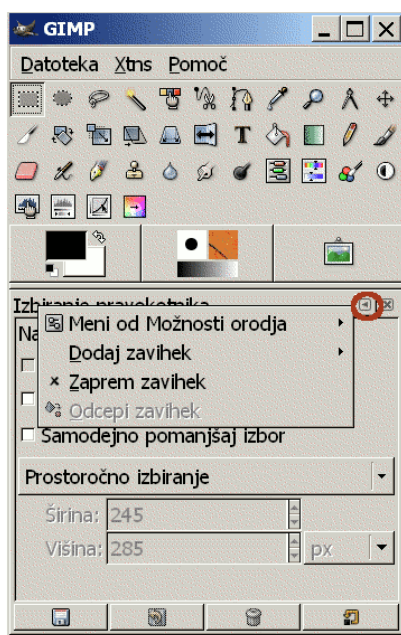 GIMP
Datoteka Xtns Pomoč
T
Izbiranje pravokotnika
Na
Meni od Možnosti orodja
Dodaj zavihek
Zaprem zavihek
Odcepi zavihek
Samodejno pomanjšaj izbor
Prostoročno izbiranje
Širina: 245
Višina: 285 px